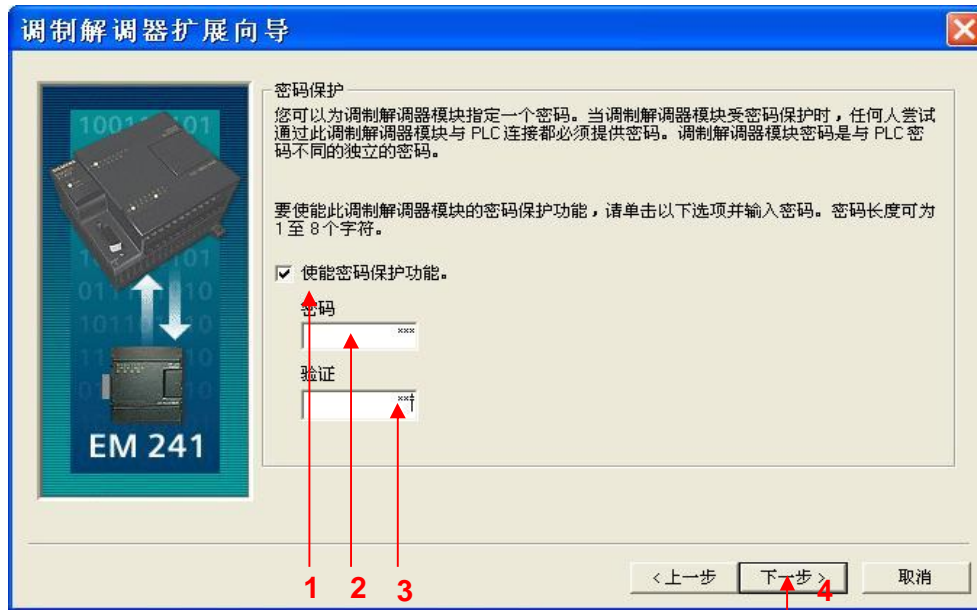 调制解调器扩展向导
密码保护
您可以为调制解调器模块指定一个密码。当调制解调器模块受密码保护时，任何人尝试
通过此调制解调器模块与 PLC 连接都必须提供密码。调制解调器模块密码是与 PLC 密
码不同的独立的密码。
要使能此调制解调器模块的密码保护功能，请单击以下选项并输入密码。密码长度可为
1 至 8 个字符。
使能密码保护功能。
密码
***
验证
***
EM 241
1 2 3
<上一步 下一步> 取消
4